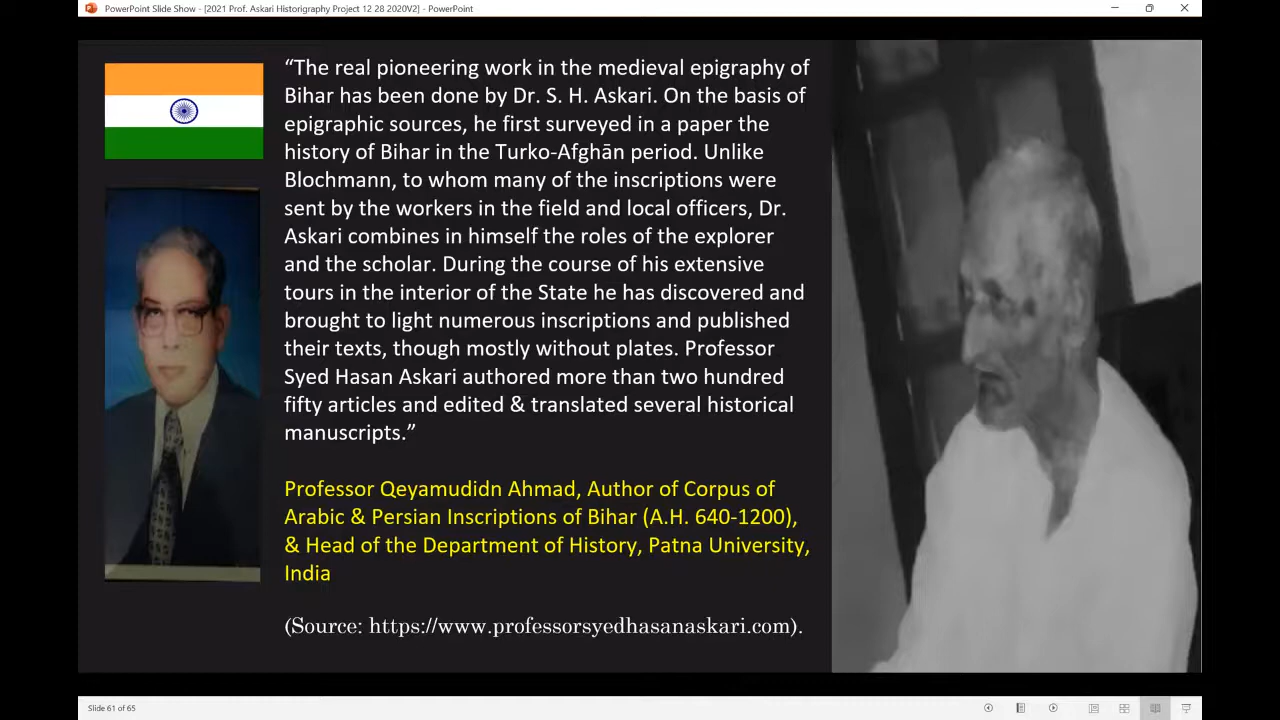 PowerPoint Slide Show - [2021 Prof. Askari Historigraphy Project 12 28 2020V2] - PowerPoint
“The real pioneering work in the medieval epigraphy of
Bihar has been done by Dr. S. H. Askari. On the basis of
epigraphic sources, he first surveyed in a paper the
history of Bihar in the Turko-Afghān period. Unlike
Blochmann, to whom many of the inscriptions were
sent by the workers in the field and local officers, Dr.
Askari combines in himself the roles of the explorer
and the scholar. During the course of his extensive
tours in the interior of the State he has discovered and
brought to light numerous inscriptions and published
their texts, though mostly without plates. Professor
Syed Hasan Askari authored more than two hundred
fifty articles and edited & translated several historical
manuscripts.”
Professor Qeyamudidn Ahmad, Author of Corpus of
Arabic & Persian Inscriptions of Bihar (A.H. 640-1200),
& Head of the Department of History, Patna University,
India
(Source: https://www.professorsyedhasanaskari.com).
Slide 61 of 65